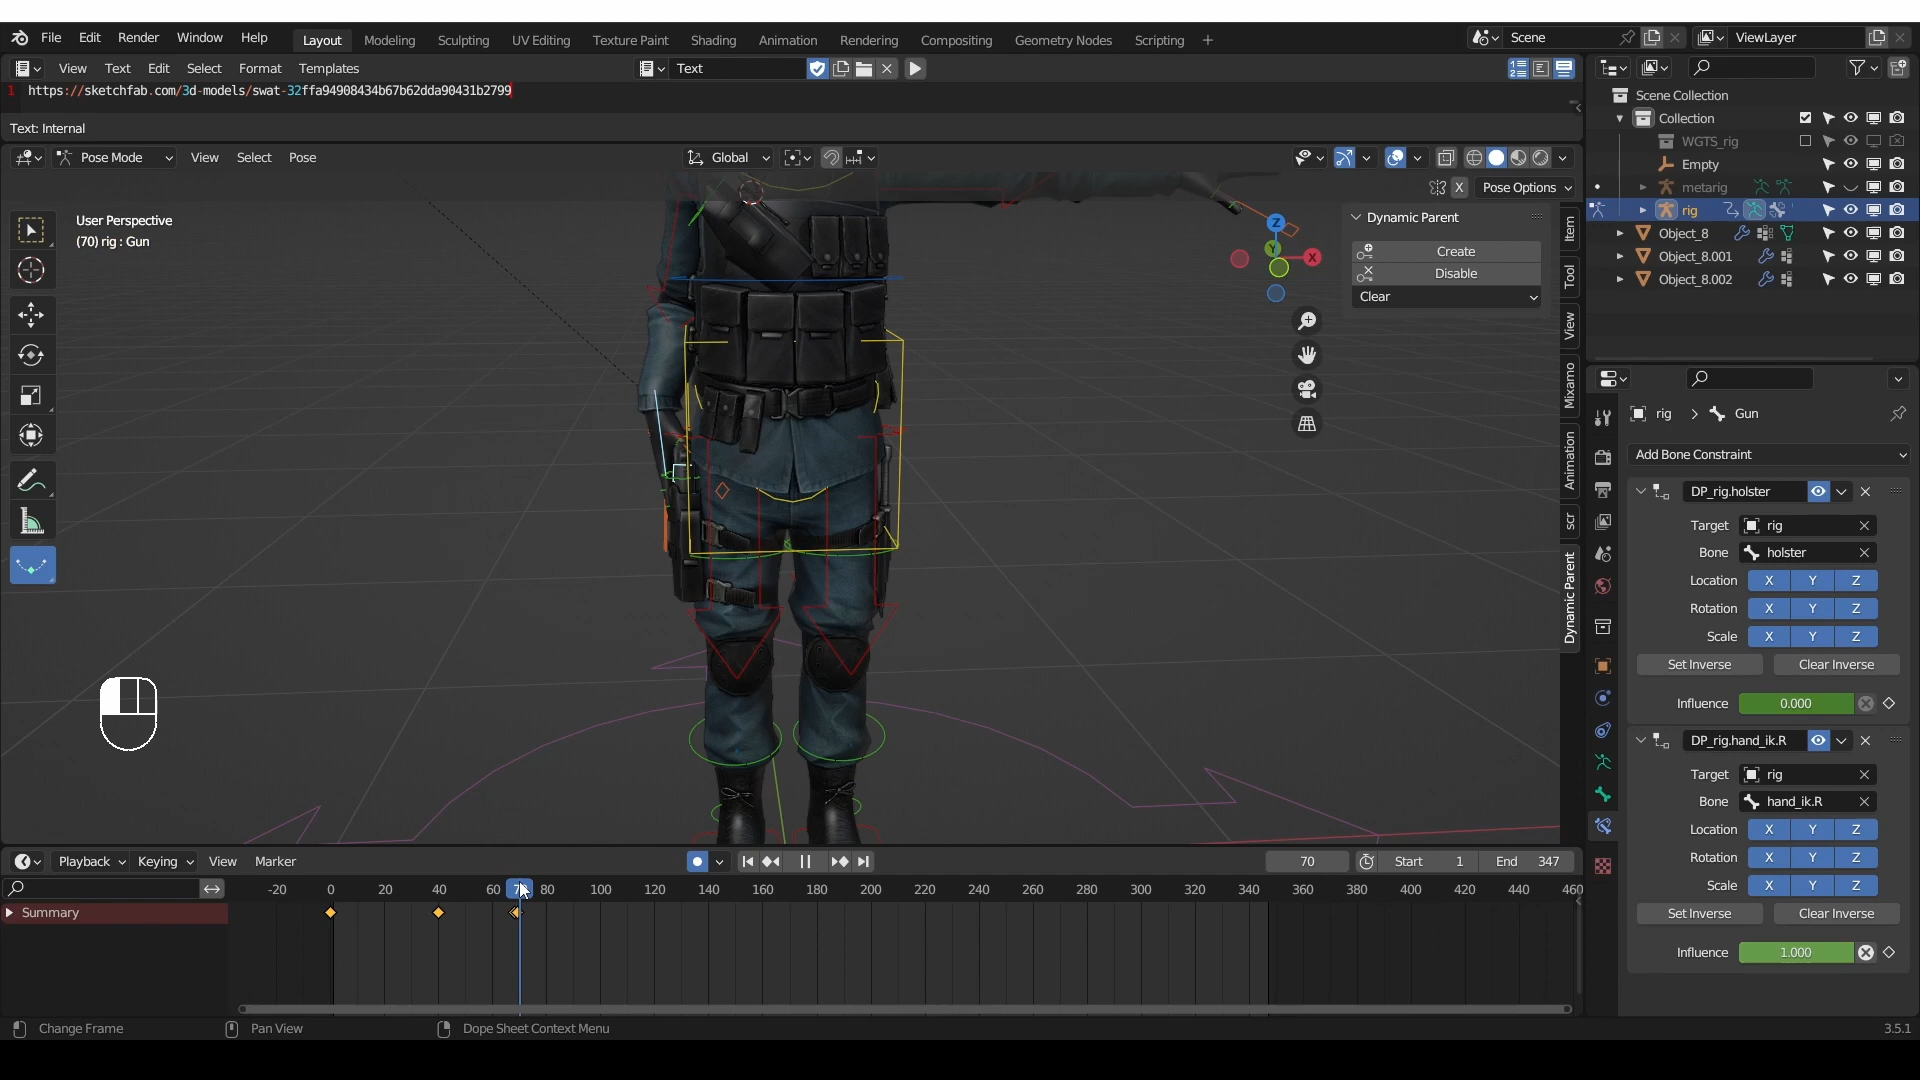 File Edit Render Window Help Layout Modeling Sculpting UV Editing Texture Paint Shading Animation Rendering Compositing Geometry Nodes Scripting + Scene ViewLayer
View Text Edit Select Format Templates Text
1 https://sketchfab.com/3d-models/swat-32ffa94908434b67b62dda90431b2799
Text: Internal
Pose Mode View Select Pose Global
X Pose Options
User Perspective
(70) rig : Gun
Z
Y
X
Dynamic Parent
Create
Disable
Clear
Item
Tool
View
Mixamo
Animation
scr
Dynamic Parent
Scene Collection
Collection
WGTS_rig
Empty
metarig
rig
Object_8
Object_8.001
Object_8.002
rig > Gun
Add Bone Constraint
DP_rig.holster
Target rig
Bone holster
Location X Y Z
Rotation X Y Z
Scale X Y Z
Set Inverse Clear Inverse
Influence 0.000
DP_rig.hand_ik.R
Target rig
Bone hand_ik.R
Location X Y Z
Rotation X Y Z
Scale X Y Z
Set Inverse Clear Inverse
Influence 1.000
Playback Keying View Marker 70 Start 1 End 347
-20 0 20 40 60 70 80 100 120 140 160 180 200 220 240 260 280 300 320 340 360 380 400 420 440 460
Summary
Change Frame Pan View Dope Sheet Context Menu 3.5.1